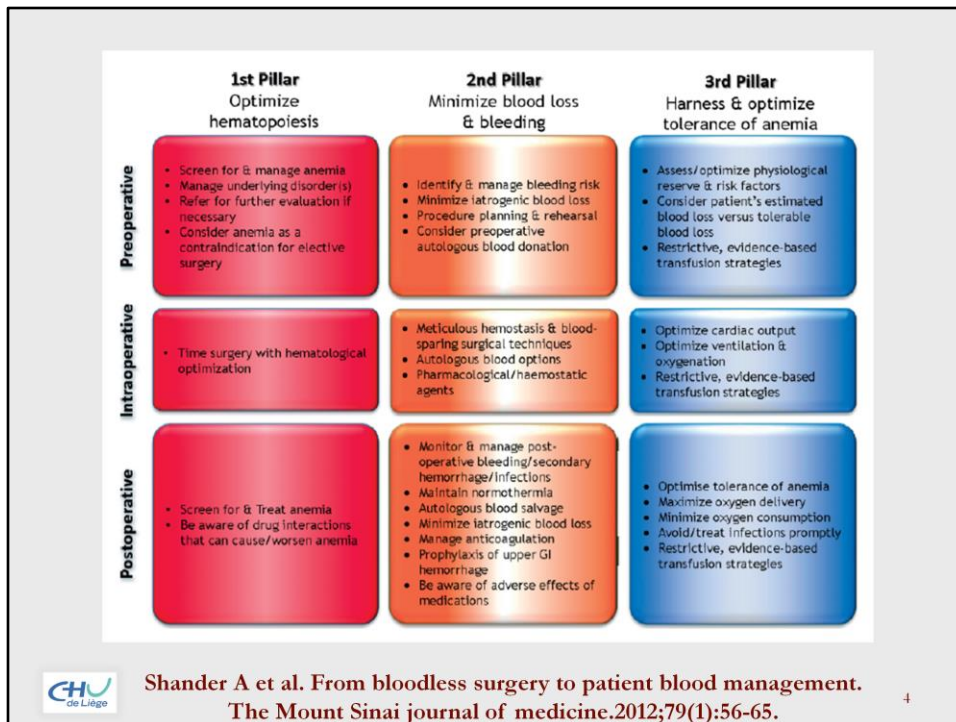 1st Pillar
Optimize
hematopoiesis
2nd Pillar
Minimize blood loss
& bleeding
3rd Pillar
Harness & optimize
tolerance of anemia
Preoperative
• Screen for & manage anemia
• Manage underlying disorder(s)
• Refer for further evaluation if
necessary
• Consider anemia as a
contraindication for elective
surgery
• Identify & manage bleeding risk
• Minimize iatrogenic blood loss
• Procedure planning & rehearsal
• Consider preoperative
autologous blood donation
• Assess/optimize physiological
reserve & risk factors
• Consider patient's estimated
blood loss versus tolerable
blood loss
• Restrictive, evidence-based
transfusion strategies
Intraoperative
• Time surgery with hematological
optimization
• Meticulous hemostasis & blood-
sparing surgical techniques
• Autologous blood options
• Pharmacological/haemostatic
agents
• Optimize cardiac output
• Optimize ventilation &
oxygenation
• Restrictive, evidence-based
transfusion strategies
Postoperative
• Screen for & Treat anemia
• Be aware of drug interactions
that can cause/worsen anemia
• Monitor & manage post-
operative bleeding/secondary
hemorrhage/infections
• Maintain normothermia
• Autologous blood salvage
• Minimize iatrogenic blood loss
• Manage anticoagulation
• Prophylaxis of upper GI
hemorrhage
• Be aware of adverse effects of
medications
• Optimise tolerance of anemia
• Maximize oxygen delivery
• Minimize oxygen consumption
• Avoid/treat infections promptly
• Restrictive, evidence-based
transfusion strategies
CHU
de Liège
Shander A et al. From bloodless surgery to patient blood management.
The Mount Sinai journal of medicine.2012;79(1):56-65.
4